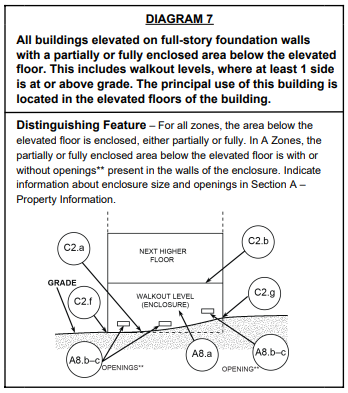 DIAGRAM 7
All buildings elevated on full-story foundation walls
with a partially or fully enclosed area below the elevated
floor. This includes walkout levels, where at least 1 side
is at or above grade. The principal use of this building is
located in the elevated floors of the building.
Distinguishing Feature – For all zones, the area below the
elevated floor is enclosed, either partially or fully. In A Zones, the
partially or fully enclosed area below the elevated floor is with or
without openings** present in the walls of the enclosure. Indicate
information about enclosure size and openings in Section A –
Property Information.
C2.a
NEXT HIGHER
FLOOR
C2.b
GRADE
C2.f
WALKOUT LEVEL
(ENCLOSURE)
C2.g
A8.b–c
OPENINGS**
A8.a
OPENING**
A8.b–c